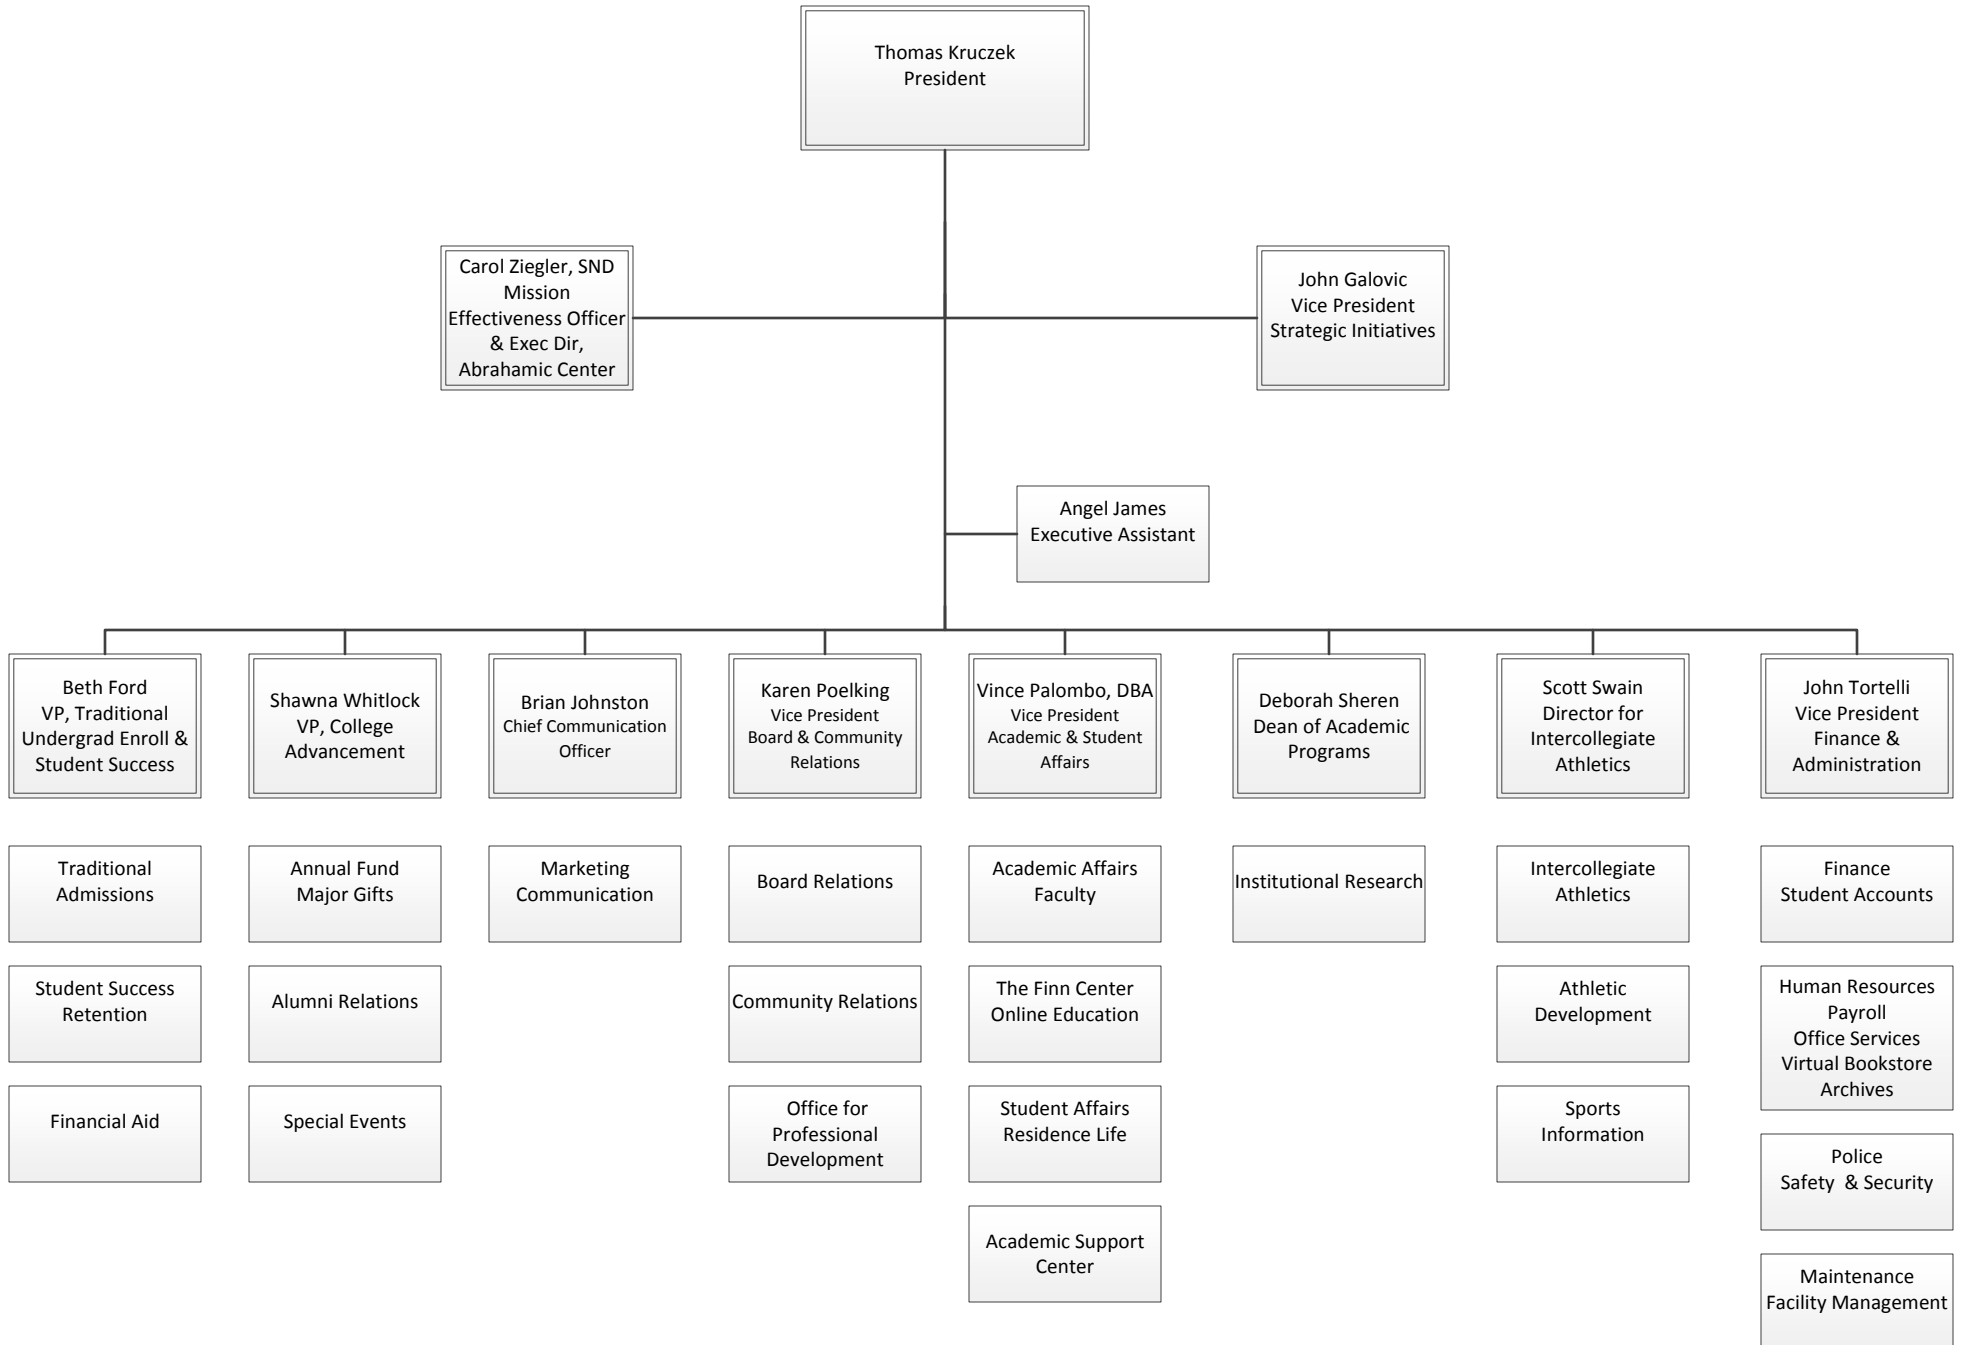 Thomas Kruczek
President
Carol Ziegler, SND
Mission
Effectiveness Officer
& Exec Dir,
Abrahamic Center
John Galovic
Vice President
Strategic Initiatives
Angel James
Executive Assistant
Beth Ford
VP, Traditional
Undergrad Enroll &
Student Success
Shawna Whitlock
VP, College
Advancement
Brian Johnston
Chief Communication
Officer
Karen Poelking
Vice President
Board & Community
Relations
Vince Palombo, DBA
Vice President
Academic & Student
Affairs
Deborah Sheren
Dean of Academic
Programs
Scott Swain
Director for
Intercollegiate
Athletics
John Tortelli
Vice President
Finance &
Administration
Traditional
Admissions
Annual Fund
Major Gifts
Marketing
Communication
Board Relations
Academic Affairs
Faculty
Institutional Research
Intercollegiate
Athletics
Finance
Student Accounts
Student Success
Retention
Alumni Relations
Community Relations
The Finn Center
Online Education
Athletic
Development
Human Resources
Payroll
Office Services
Virtual Bookstore
Archives
Financial Aid
Special Events
Office for
Professional
Development
Student Affairs
Residence Life
Sports
Information
Police
Safety & Security
Academic Support
Center
Maintenance
Facility Management